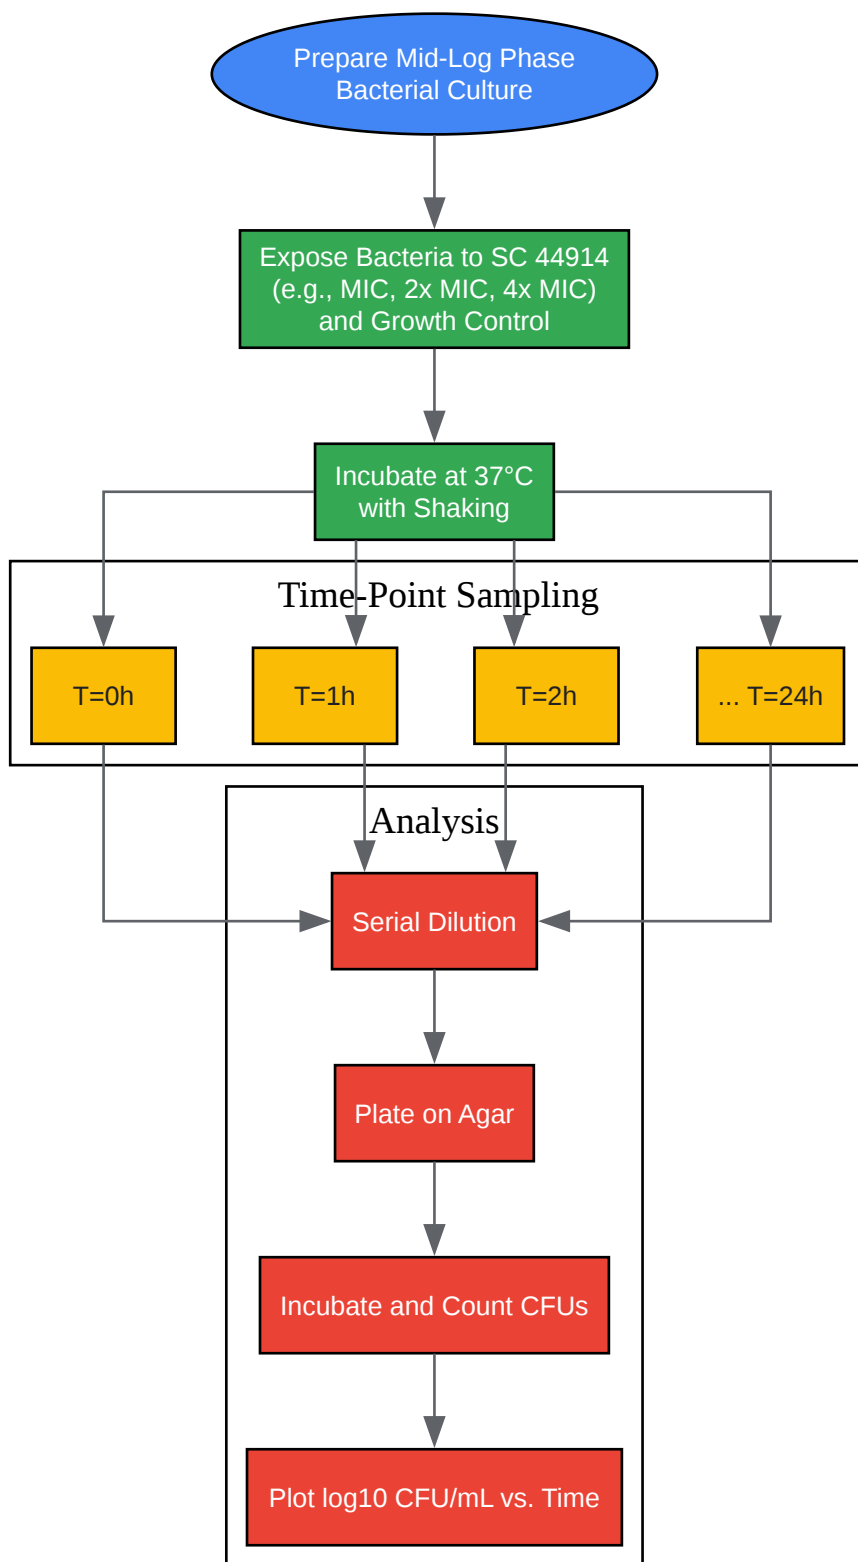 Prepare Mid-Log Phase
Bacterial Culture
Expose Bacteria to SC 44914
(e.g., MIC, 2x MIC, 4x MIC)
and Growth Control
Incubate at 37°C
with Shaking
Time-Point Sampling
T=0h
T=1h
T=2h
... T=24h
Analysis
Serial Dilution
Plate on Agar
Incubate and Count CFUs
Plot log10 CFU/mL vs. Time